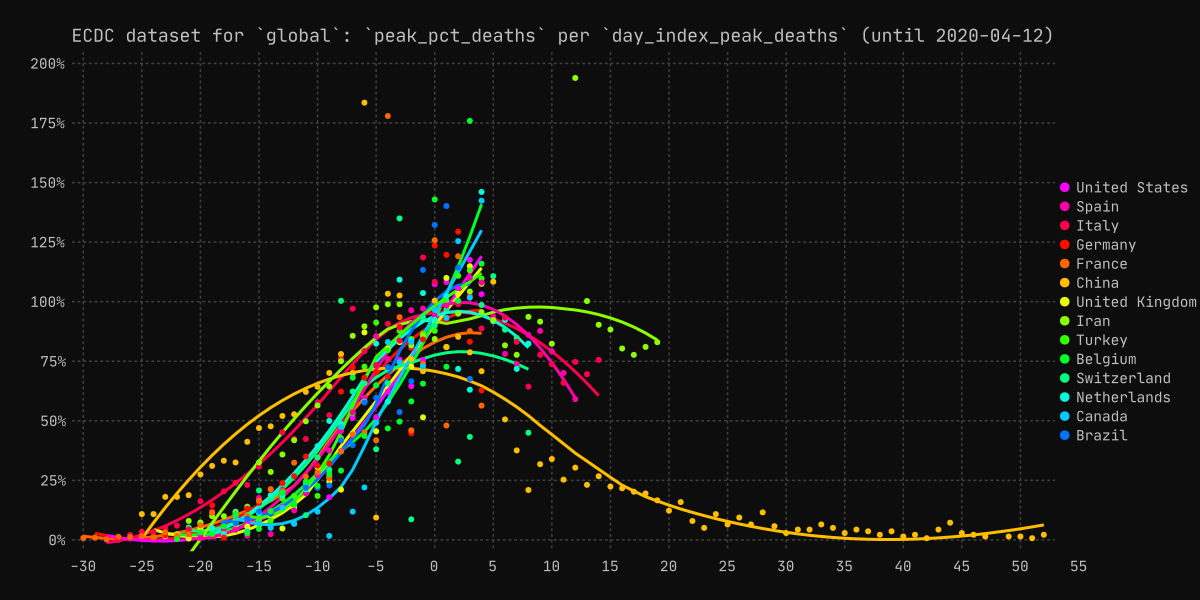 ECDC dataset for `global`: `peak_pct_deaths` per `day_index_peak_deaths` (until 2020-04-12)
200%
175%
150%
125%
100%
75%
50%
25%
0%
-30 -25 -20 -15 -10 -5 0 5 10 15 20 25 30 35 40 45 50 55
United States
Spain
Italy
Germany
France
China
United Kingdom
Iran
Turkey
Belgium
Switzerland
Netherlands
Canada
Brazil